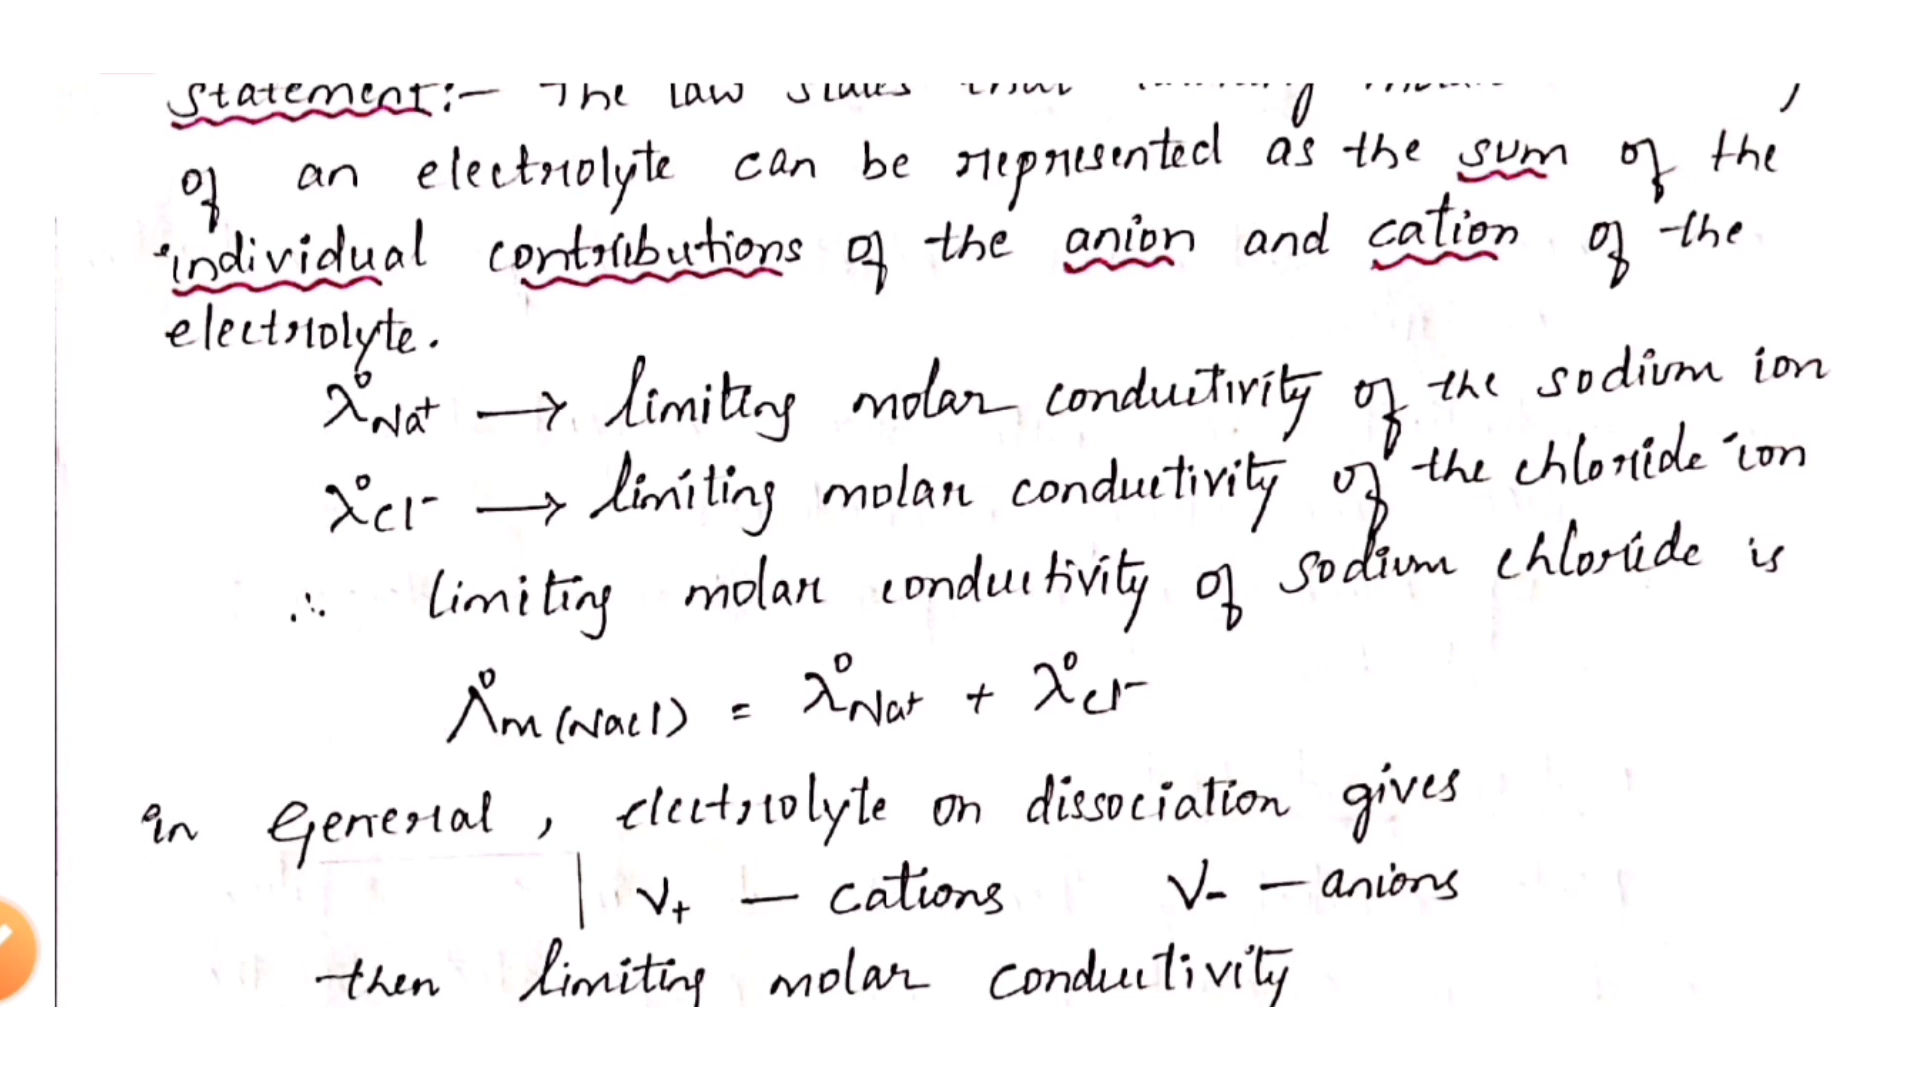 Statement:- The law states that
of an electrolyte can be represented as the sum of the
individual contributions of the anion and cation of the
electrolyte.
λ°Na+ → limiting molar conductivity of the sodium ion
λ°Cl- → limiting molar conductivity of the chloride ion
∴ limiting molar conductivity of sodium chloride is
Λ°m (NaCl) = λ°Na+ + λ°Cl-
in general, electrolyte on dissociation gives
ν+ — cations ν- — anions
then limiting molar conductivity